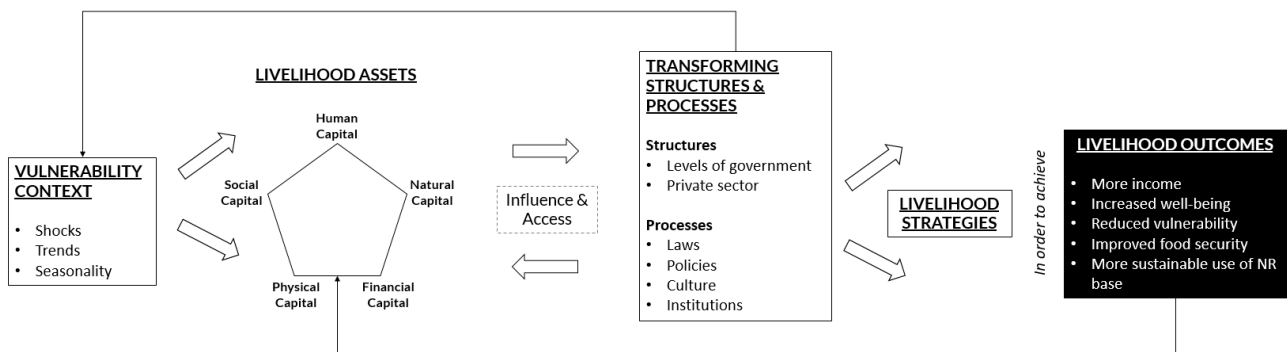 LIVELIHOOD ASSETS
Human
Capital
Social
Capital
Natural
Capital
Physical
Capital
Financial
Capital
VULNERABILITY
CONTEXT
• Shocks
• Trends
• Seasonality
Influence &
Access
TRANSFORMING
STRUCTURES &
PROCESSES
Structures
• Levels of government
• Private sector
Processes
• Laws
• Policies
• Culture
• Institutions
LIVELIHOOD
STRATEGIES
In order to achieve
LIVELIHOOD OUTCOMES
• More income
• Increased well-being
• Reduced vulnerability
• Improved food security
• More sustainable use of NR
base